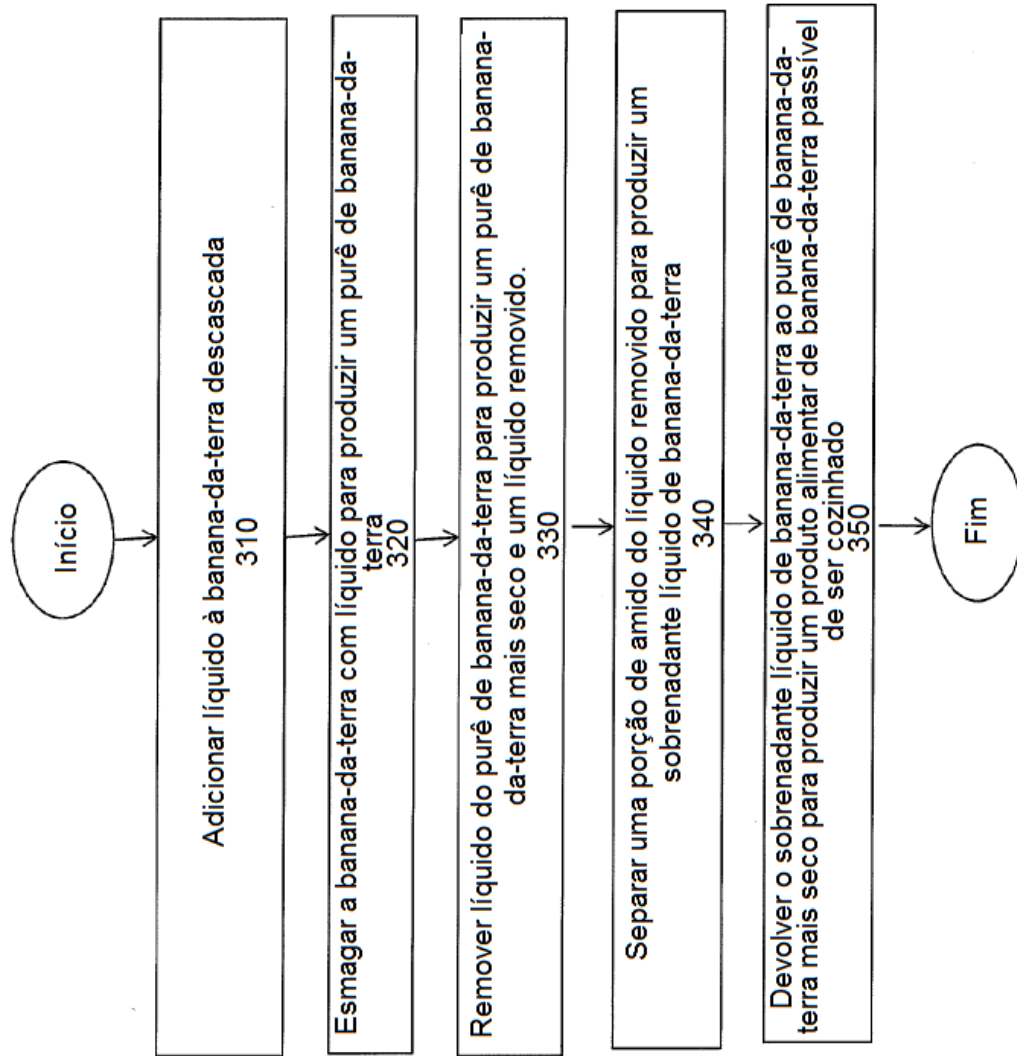 Início
Adicionar líquido à banana-da-terra descascada
310
Esmagar a banana-da-terra com líquido para produzir um purê de banana-da-
terra
320
Remover líquido do purê de banana-da-terra para produzir um purê de banana-
da-terra mais seco e um líquido removido.
330
Separar uma porção de amido do líquido removido para produzir um
sobrenadante líquido de banana-da-terra
340
Devolver o sobrenadante líquido de banana-da-terra ao purê de banana-da-
terra mais seco para produzir um produto alimentar de banana-da-terra passível
de ser cozinhado
350
Fim